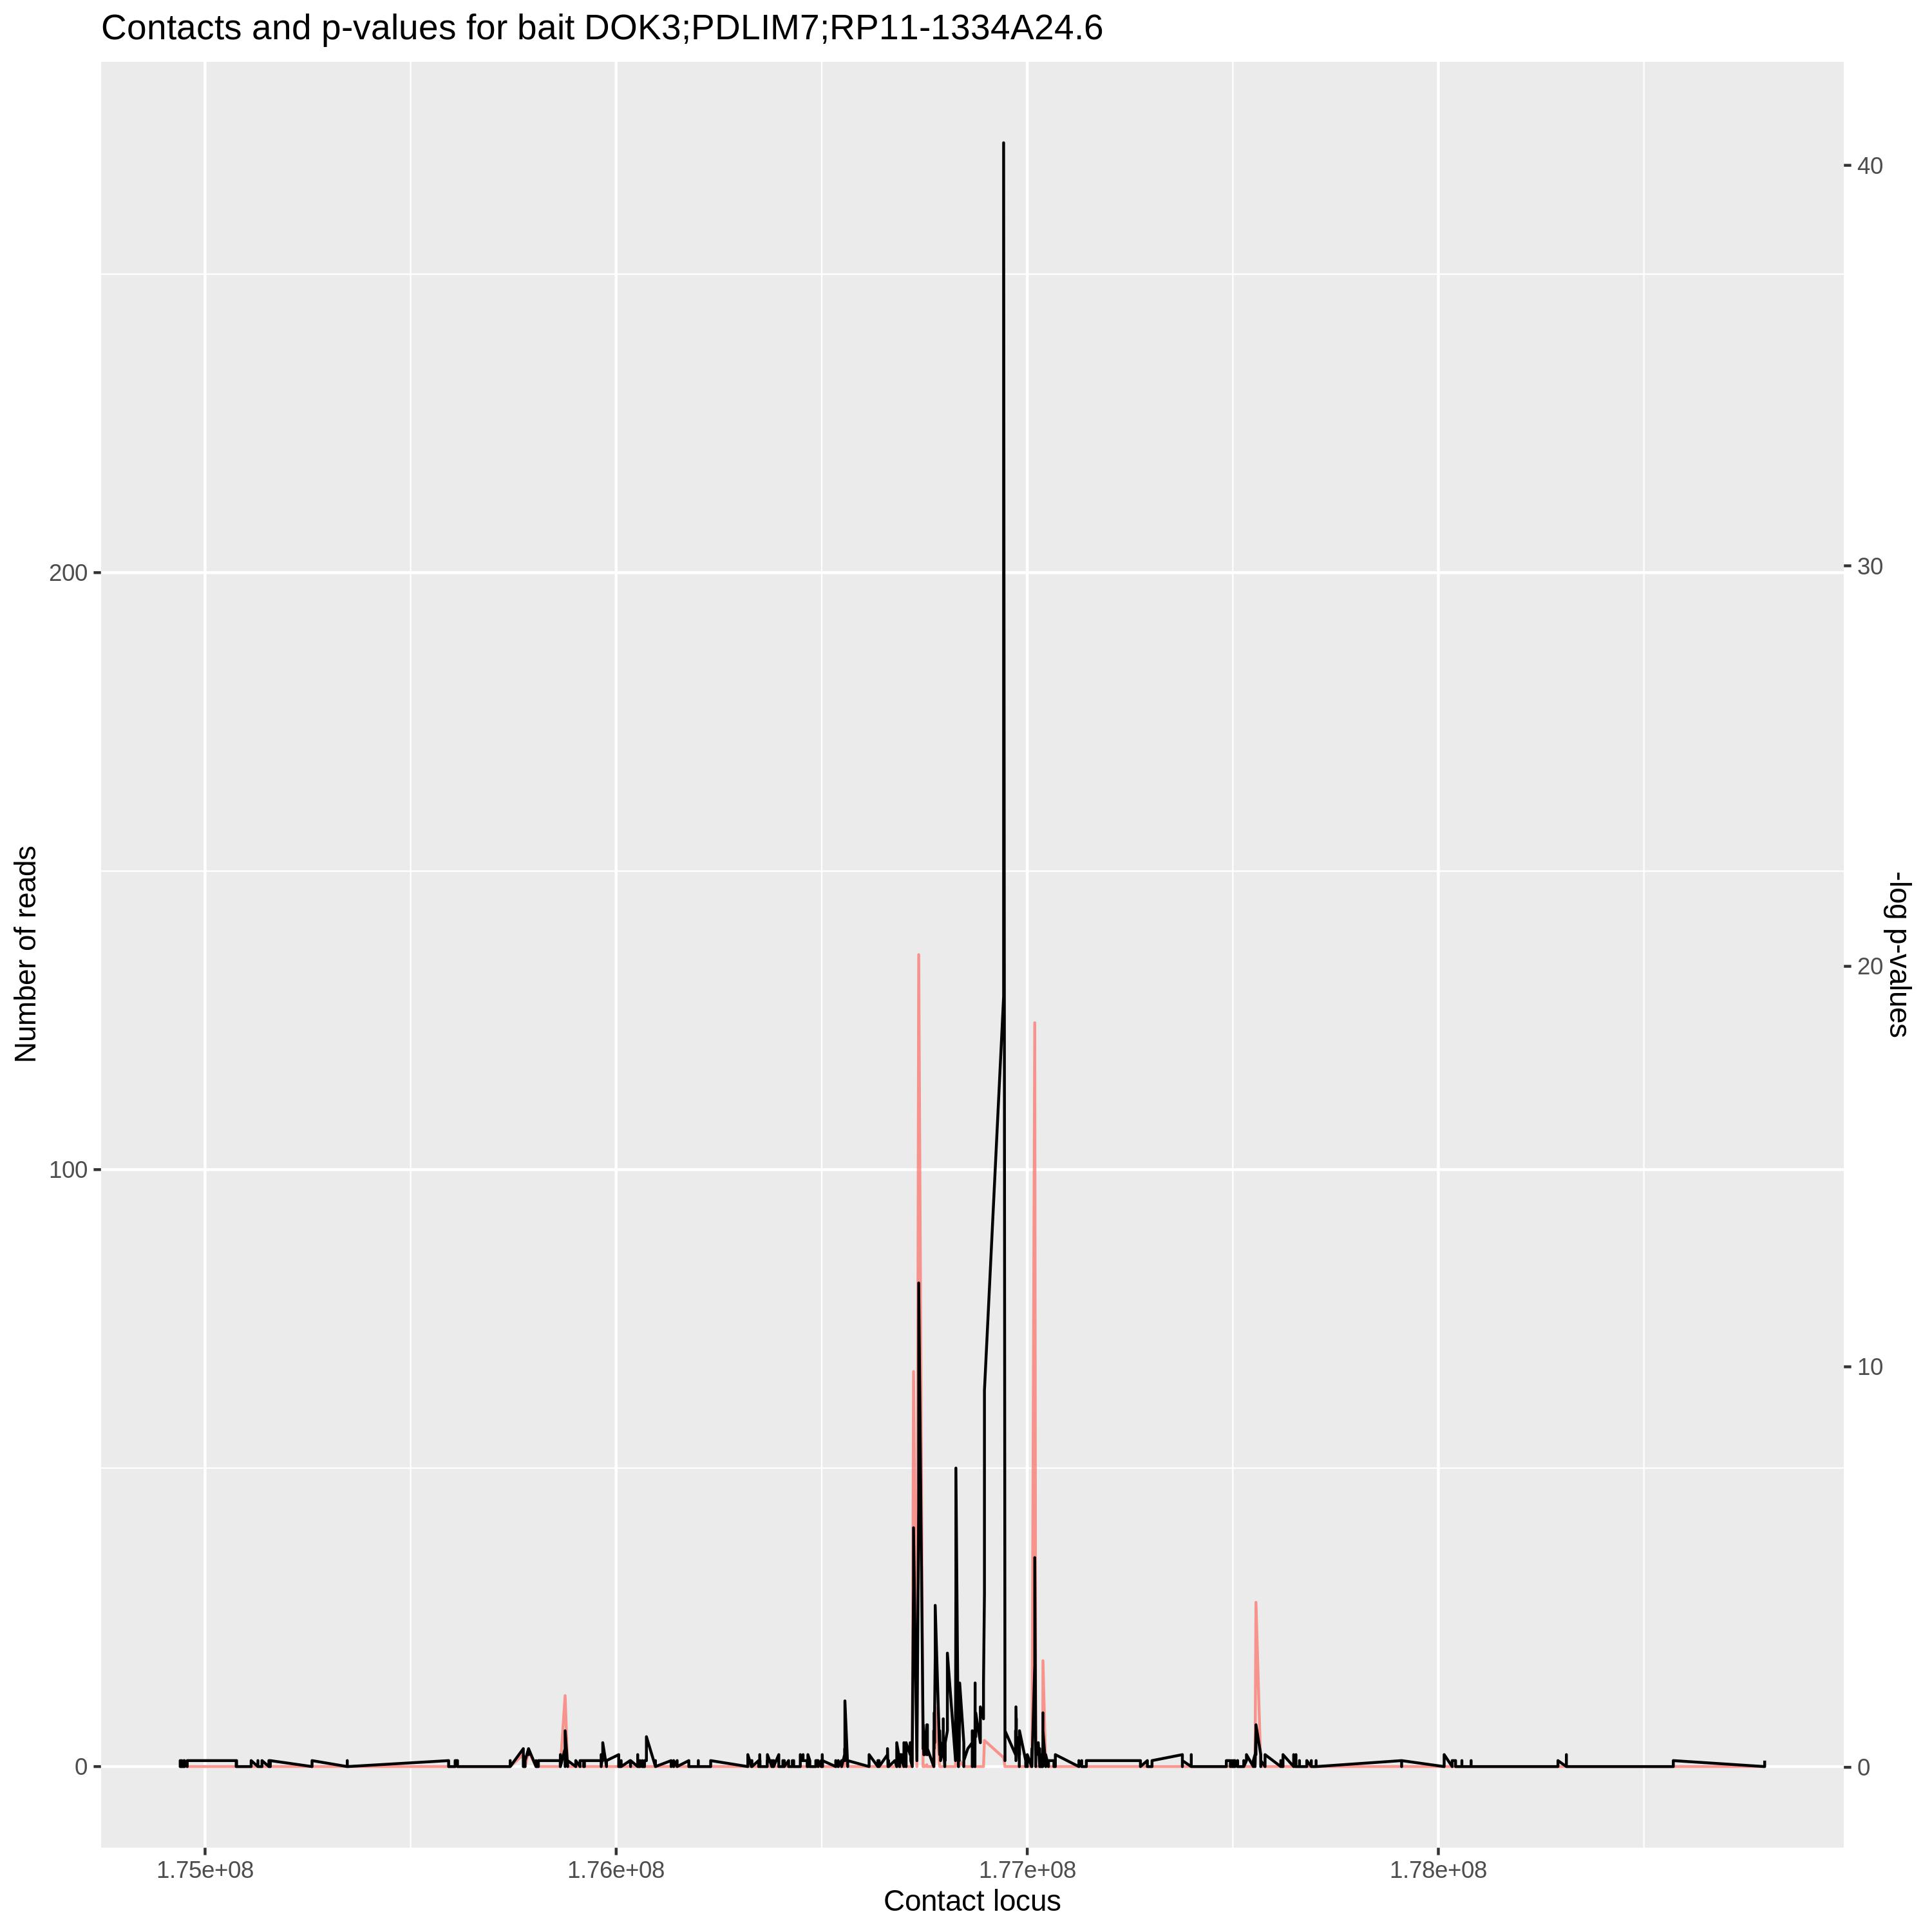 Contacts and p-values for bait DOK3;PDLIM7;RP11-1334A24.6
Number of reads
200
100
0
40
30
20
10
0
-log p-values
1.75e+08 1.76e+08 1.77e+08 1.78e+08
Contact locus